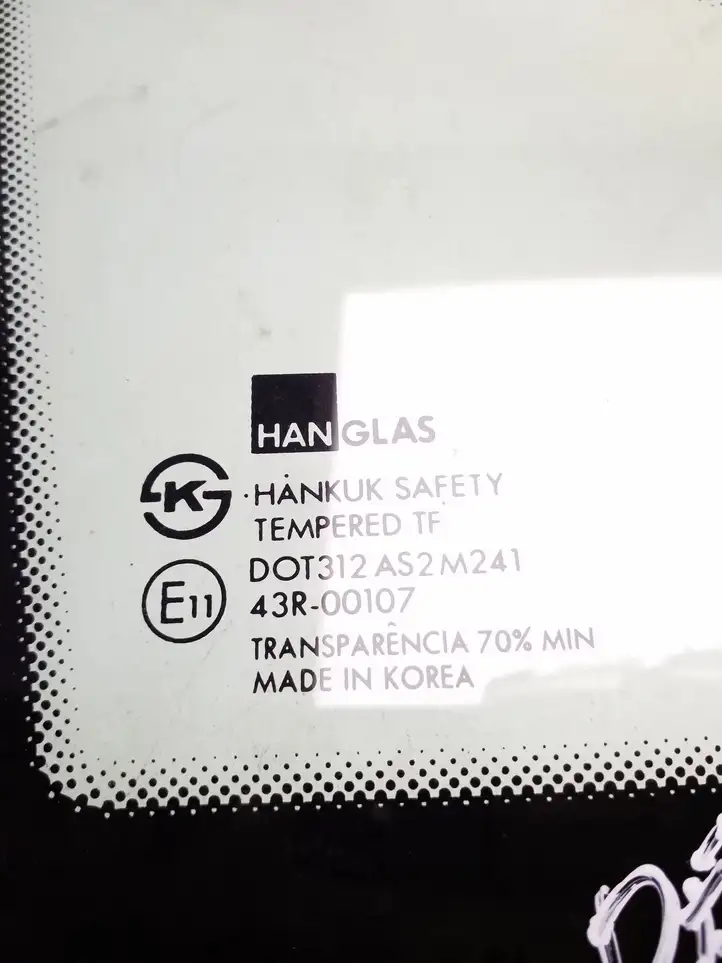 HANGLAS
K
HANKUK SAFETY
TEMPERED TF
DOT312 AS2 M241
E11
43R-00107
TRANSPARÊNCIA 70% MIN
MADE IN KOREA